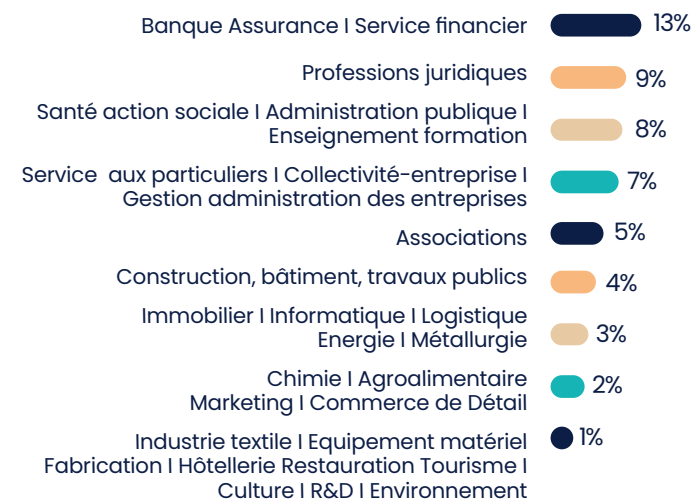 Banque Assurance I Service financier 13%
Professions juridiques 9%
Santé action sociale I Administration publique I
Enseignement formation 8%
Service aux particuliers I Collectivité-entreprise I
Gestion administration des entreprises 7%
Associations 5%
Construction, bâtiment, travaux publics 4%
Immobilier I Informatique I Logistique
Energie I Métallurgie 3%
Chimie I Agroalimentaire
Marketing I Commerce de Détail 2%
Industrie textile I Equipement matériel 1%
Fabrication I Hôtellerie Restauration Tourisme I
Culture I R&D I Environnement